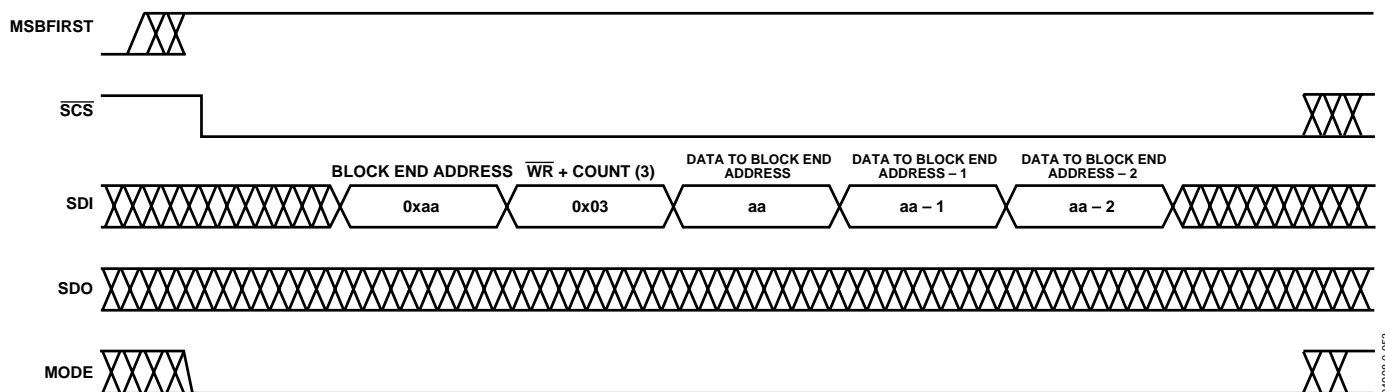 MSBFIRST
SCS
BLOCK END ADDRESS
WR + COUNT (3)
DATA TO BLOCK END
ADDRESS
DATA TO BLOCK END
ADDRESS – 1
DATA TO BLOCK END
ADDRESS – 2
SDI
0xaa
0x03
aa
aa – 1
aa – 2
SDO
MODE